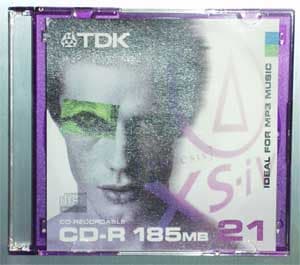 TDK
IDEAL FOR MP3 MUSIC
XS-i
CD-RECORDABLE
CD-R 185MB 21